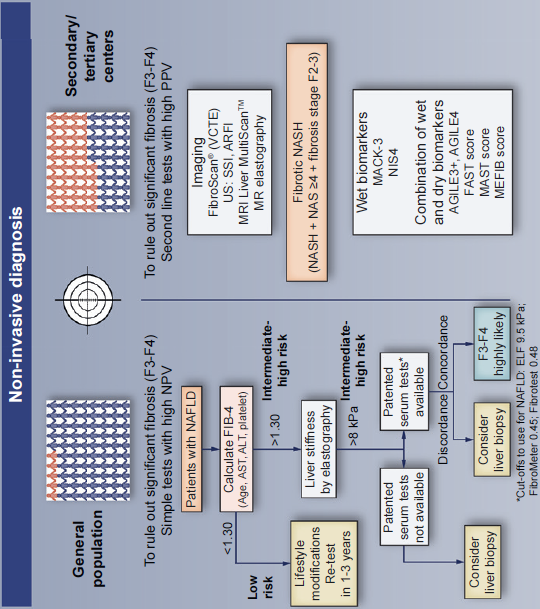 Non-invasive diagnosis
General
population
Secondary/
tertiary
centers
To rule out significant fibrosis (F3-F4)
Simple tests with high NPV
Patients with NAFLD
Calculate FIB-4
(Age, AST, ALT, platelet)
<1.30
>1.30
Low
risk
Intermediate-
high risk
Lifestyle
modifications
Re-test
in 1-3 years
Liver stiffness
by elastography
>8 kPa
Intermediate-
high risk
Patented
serum tests
not available
Patented
serum tests*
available
Discordance
Concordance
Consider
liver biopsy
Consider
liver biopsy
F3-F4
highly likely
*Cut-offs to use for NAFLD: ELF 9.5 kPa;
FibroMeter 0.45; Fibrotest 0.48
To rule out significant fibrosis (F3-F4)
Second line tests with high PPV
Imaging
FibroScan® (VCTE)
US: SSI, ARFI
MRI Liver MultiScan™
MR elastography
Fibrotic NASH
(NASH + NAS ≥4 + fibrosis stage F2-3)
Wet biomarkers
MACK-3
NIS4
Combination of wet
and dry biomarkers
AGILE3+, AGILE4
FAST score
MAST score
MEFIB score